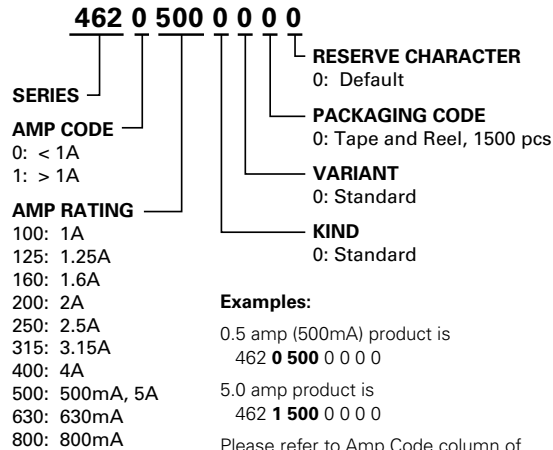 462 0 500 0 0 0 0
SERIES
AMP CODE
0: < 1A
1: > 1A
AMP RATING
100: 1A
125: 1.25A
160: 1.6A
200: 2A
250: 2.5A
315: 3.15A
400: 4A
500: 500mA, 5A
630: 630mA
800: 800mA
RESERVE CHARACTER
0: Default
PACKAGING CODE
0: Tape and Reel, 1500 pcs
VARIANT
0: Standard
KIND
0: Standard
Examples:
0.5 amp (500mA) product is
462 0 500 0 0 0 0
5.0 amp product is
462 1 500 0 0 0 0
Please refer to Amp Code column of